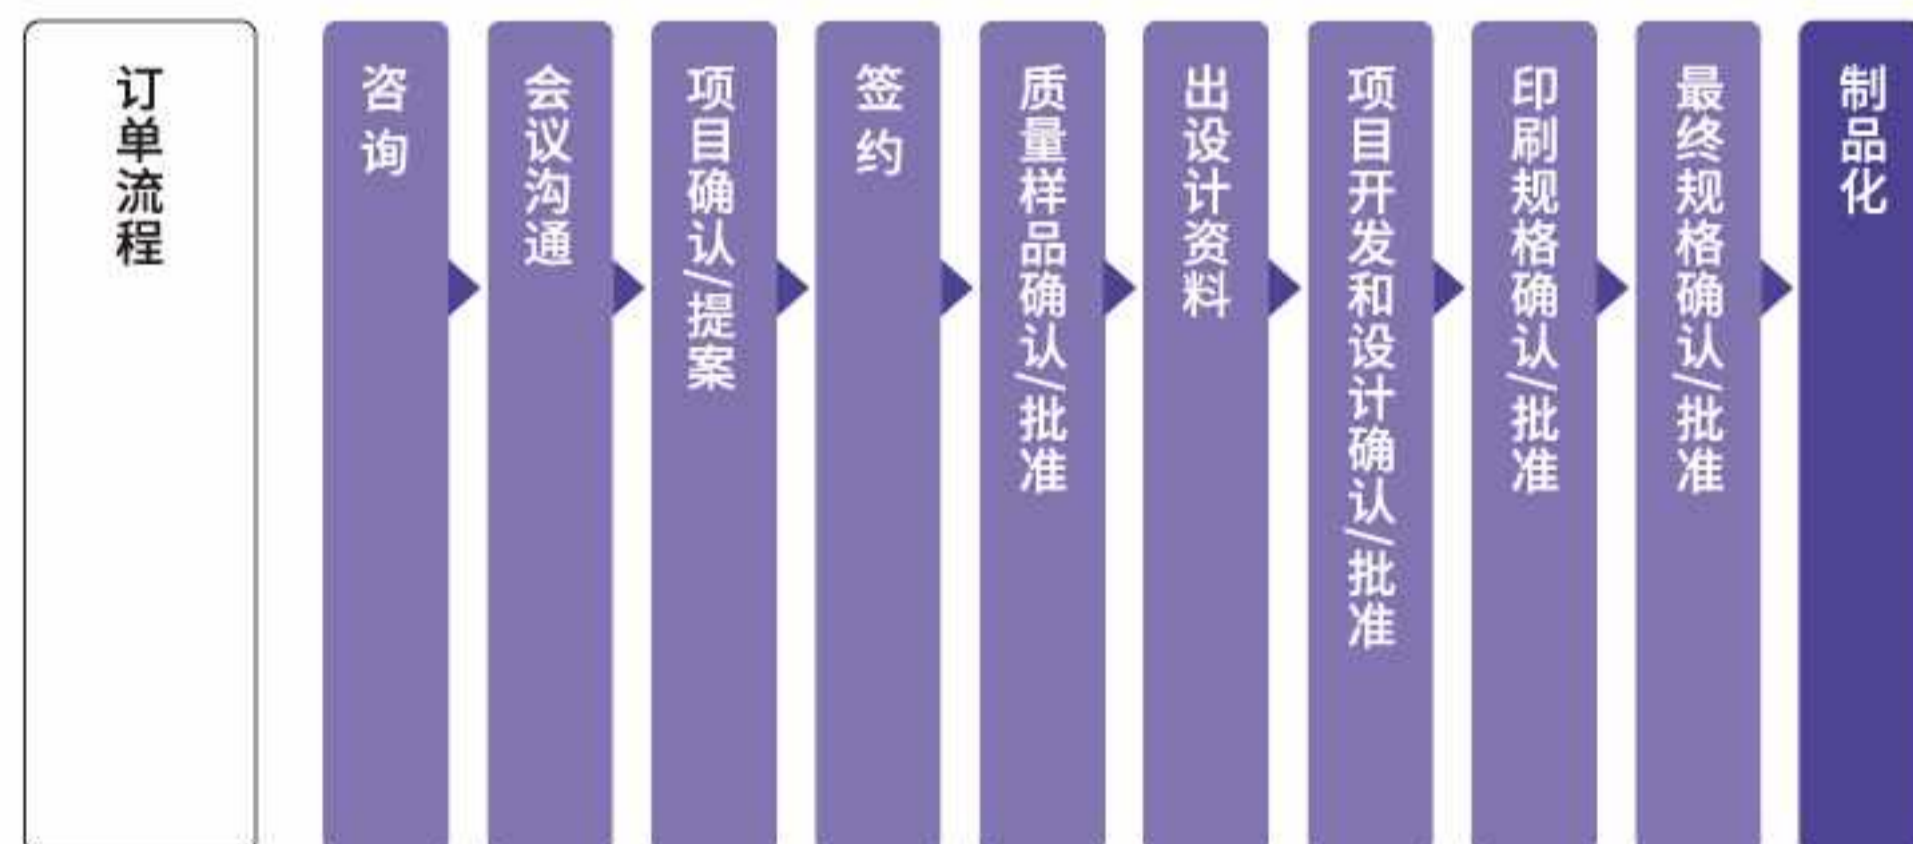 订单流程
咨询
会议沟通
项目确认/提案
签约
质量样品确认/批准
出设计资料
项目开发和设计确认/批准
印刷规格确认/批准
最终规格确认/批准
制品化